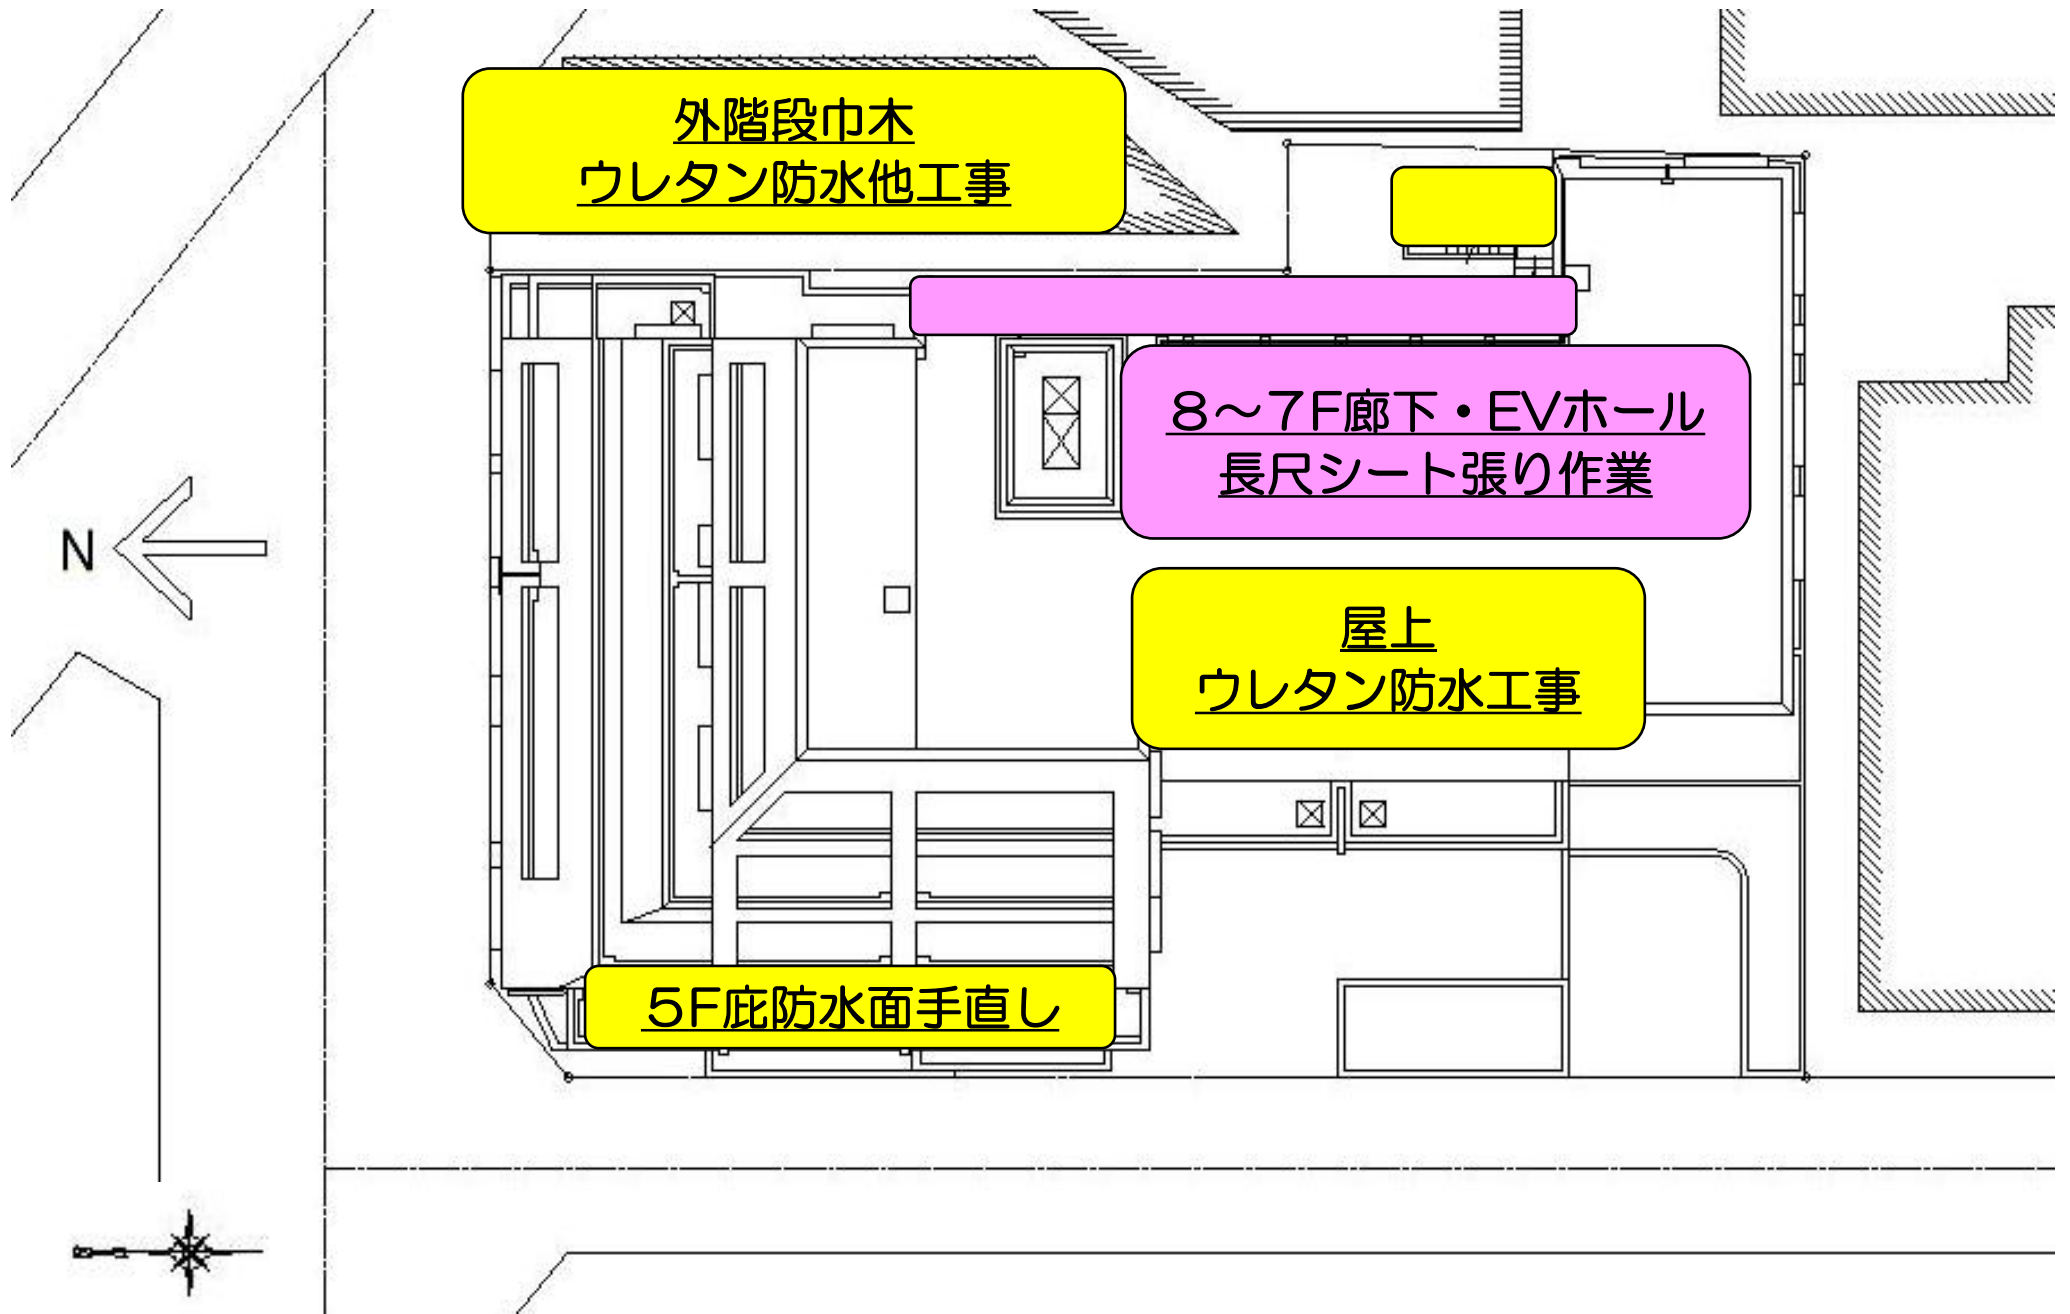 外階段巾木
ウレタン防水他工事
8～7F廊下・EVホール
長尺シート張り作業
N
屋上
ウレタン防水工事
5F庇防水面手直し